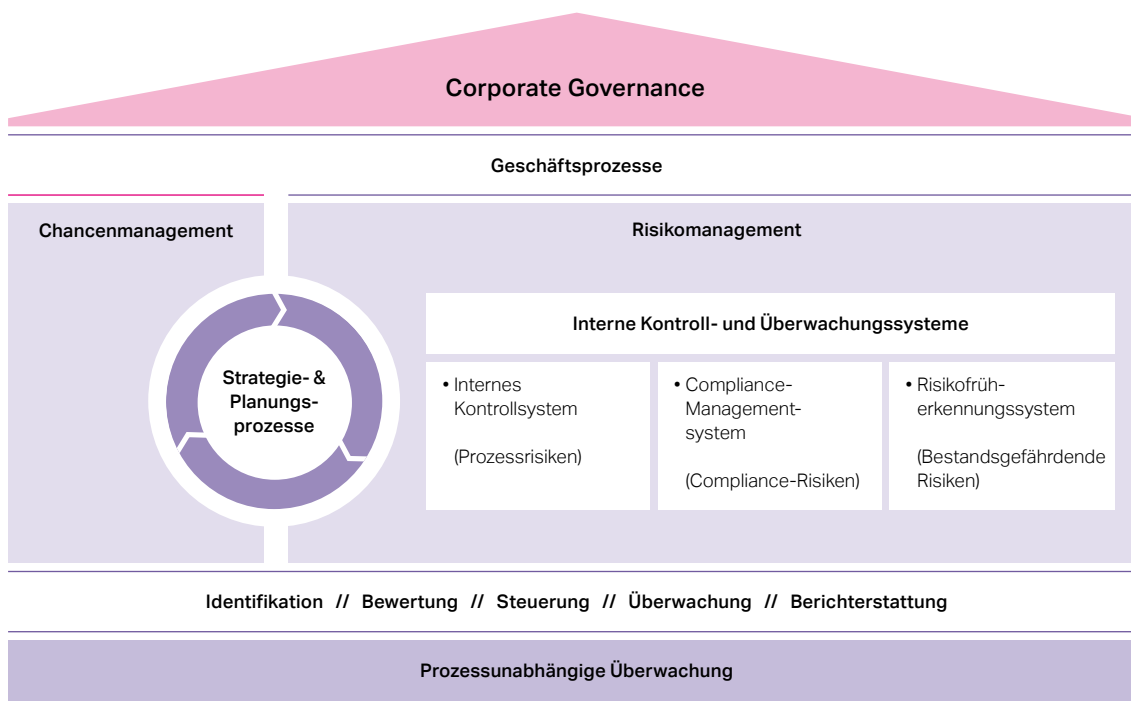 Corporate Governance
Geschäftsprozesse
Chancenmanagement
Risikomanagement
Strategie- &
Planungs-
prozesse
Interne Kontroll- und Überwachungssysteme
• Internes
Kontrollsystem
(Prozessrisiken)
• Compliance-
Management-
system
(Compliance-Risiken)
• Risikofrüh-
erkennungssystem
(Bestandsgefährdende
Risiken)
Identifikation // Bewertung // Steuerung // Überwachung // Berichterstattung
Prozessunabhängige Überwachung